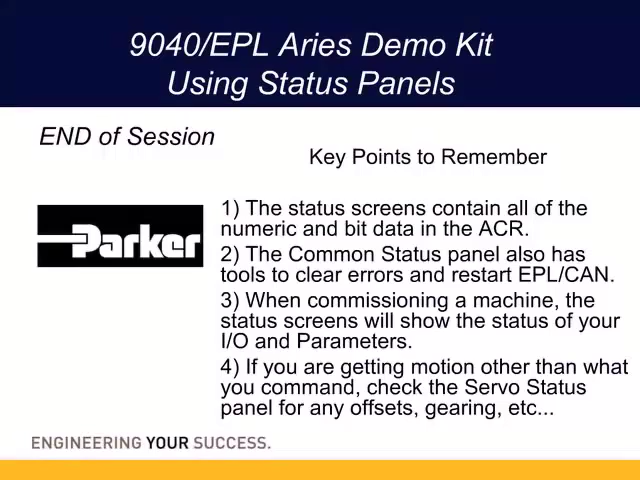 9040/EPL Aries Demo Kit
Using Status Panels
END of Session
Key Points to Remember
Parker
1) The status screens contain all of the
numeric and bit data in the ACR.
2) The Common Status panel also has
tools to clear errors and restart EPL/CAN.
3) When commissioning a machine, the
status screens will show the status of your
I/O and Parameters.
4) If you are getting motion other than what
you command, check the Servo Status
panel for any offsets, gearing, etc...
ENGINEERING YOUR SUCCESS.